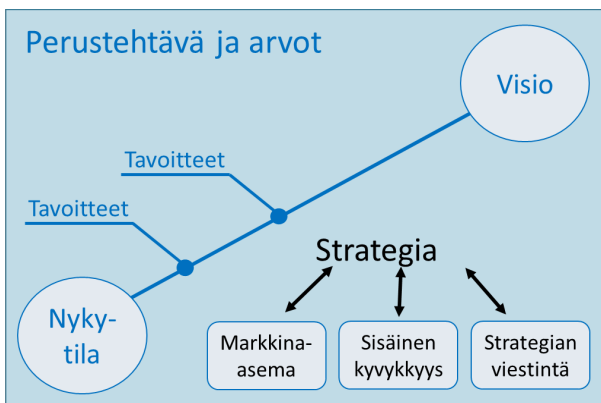 Perustehtävä ja arvot
Visio
Tavoitteet
Tavoitteet
Strategia
Nyky-
tila
Markkina-
asema
Sisäinen
kyvykkyys
Strategian
viestintä